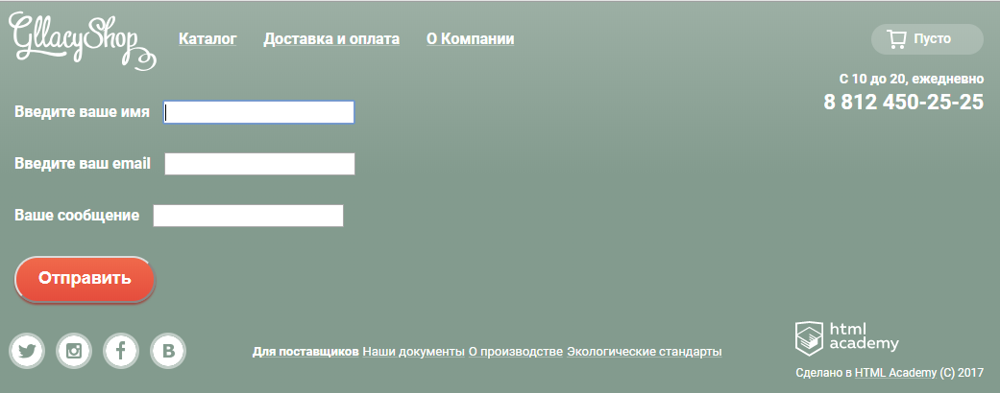 GllacyShop
Каталог Доставка и оплата О Компании
Пусто
С 10 до 20, ежедневно
8 812 450-25-25
Введите ваше имя
Введите ваш email
Ваше сообщение
Отправить
Для поставщиков Наши документы О производстве Экологические стандарты
html
academy
Сделано в HTML Academy (C) 2017